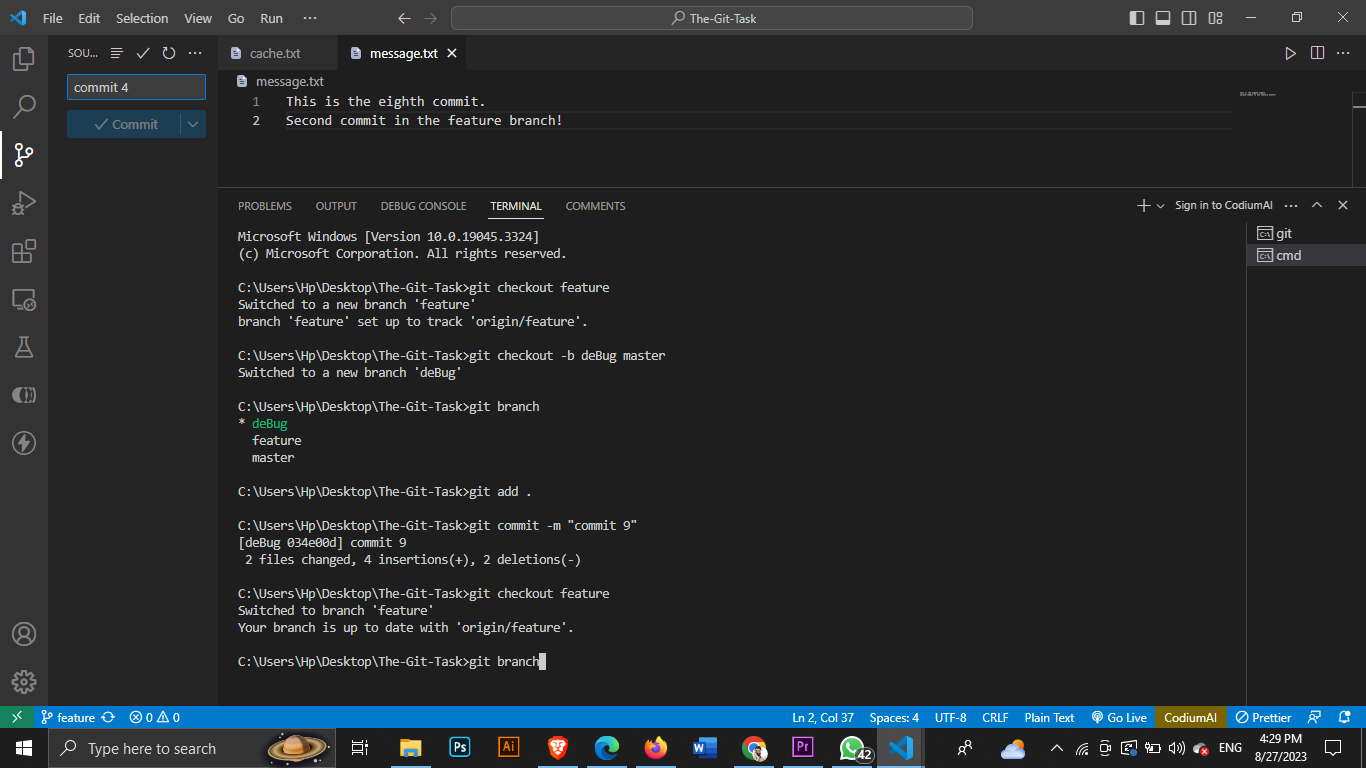 File Edit Selection View Go Run ··· The-Git-Task
SOU...
cache.txt message.txt
commit 4
Commit
message.txt
1 This is the eighth commit.
2 Second commit in the feature branch!
PROBLEMS OUTPUT DEBUG CONSOLE TERMINAL COMMENTS Sign in to CodiumAI ···
git
cmd
Microsoft Windows [Version 10.0.19045.3324]
(c) Microsoft Corporation. All rights reserved.
C:\Users\Hp\Desktop\The-Git-Task>git checkout feature
Switched to a new branch 'feature'
branch 'feature' set up to track 'origin/feature'.
C:\Users\Hp\Desktop\The-Git-Task>git checkout -b deBug master
Switched to a new branch 'deBug'
C:\Users\Hp\Desktop\The-Git-Task>git branch
* deBug
feature
master
C:\Users\Hp\Desktop\The-Git-Task>git add .
C:\Users\Hp\Desktop\The-Git-Task>git commit -m "commit 9"
[deBug 034e00d] commit 9
2 files changed, 4 insertions(+), 2 deletions(-)
C:\Users\Hp\Desktop\The-Git-Task>git checkout feature
Switched to branch 'feature'
Your branch is up to date with 'origin/feature'.
C:\Users\Hp\Desktop\The-Git-Task>git branch
feature 0 0 Ln 2, Col 37 Spaces: 4 UTF-8 CRLF Plain Text Go Live CodiumAI Prettier
Type here to search Ps Ai Pr 42 ENG 4:29 PM
8/27/2023